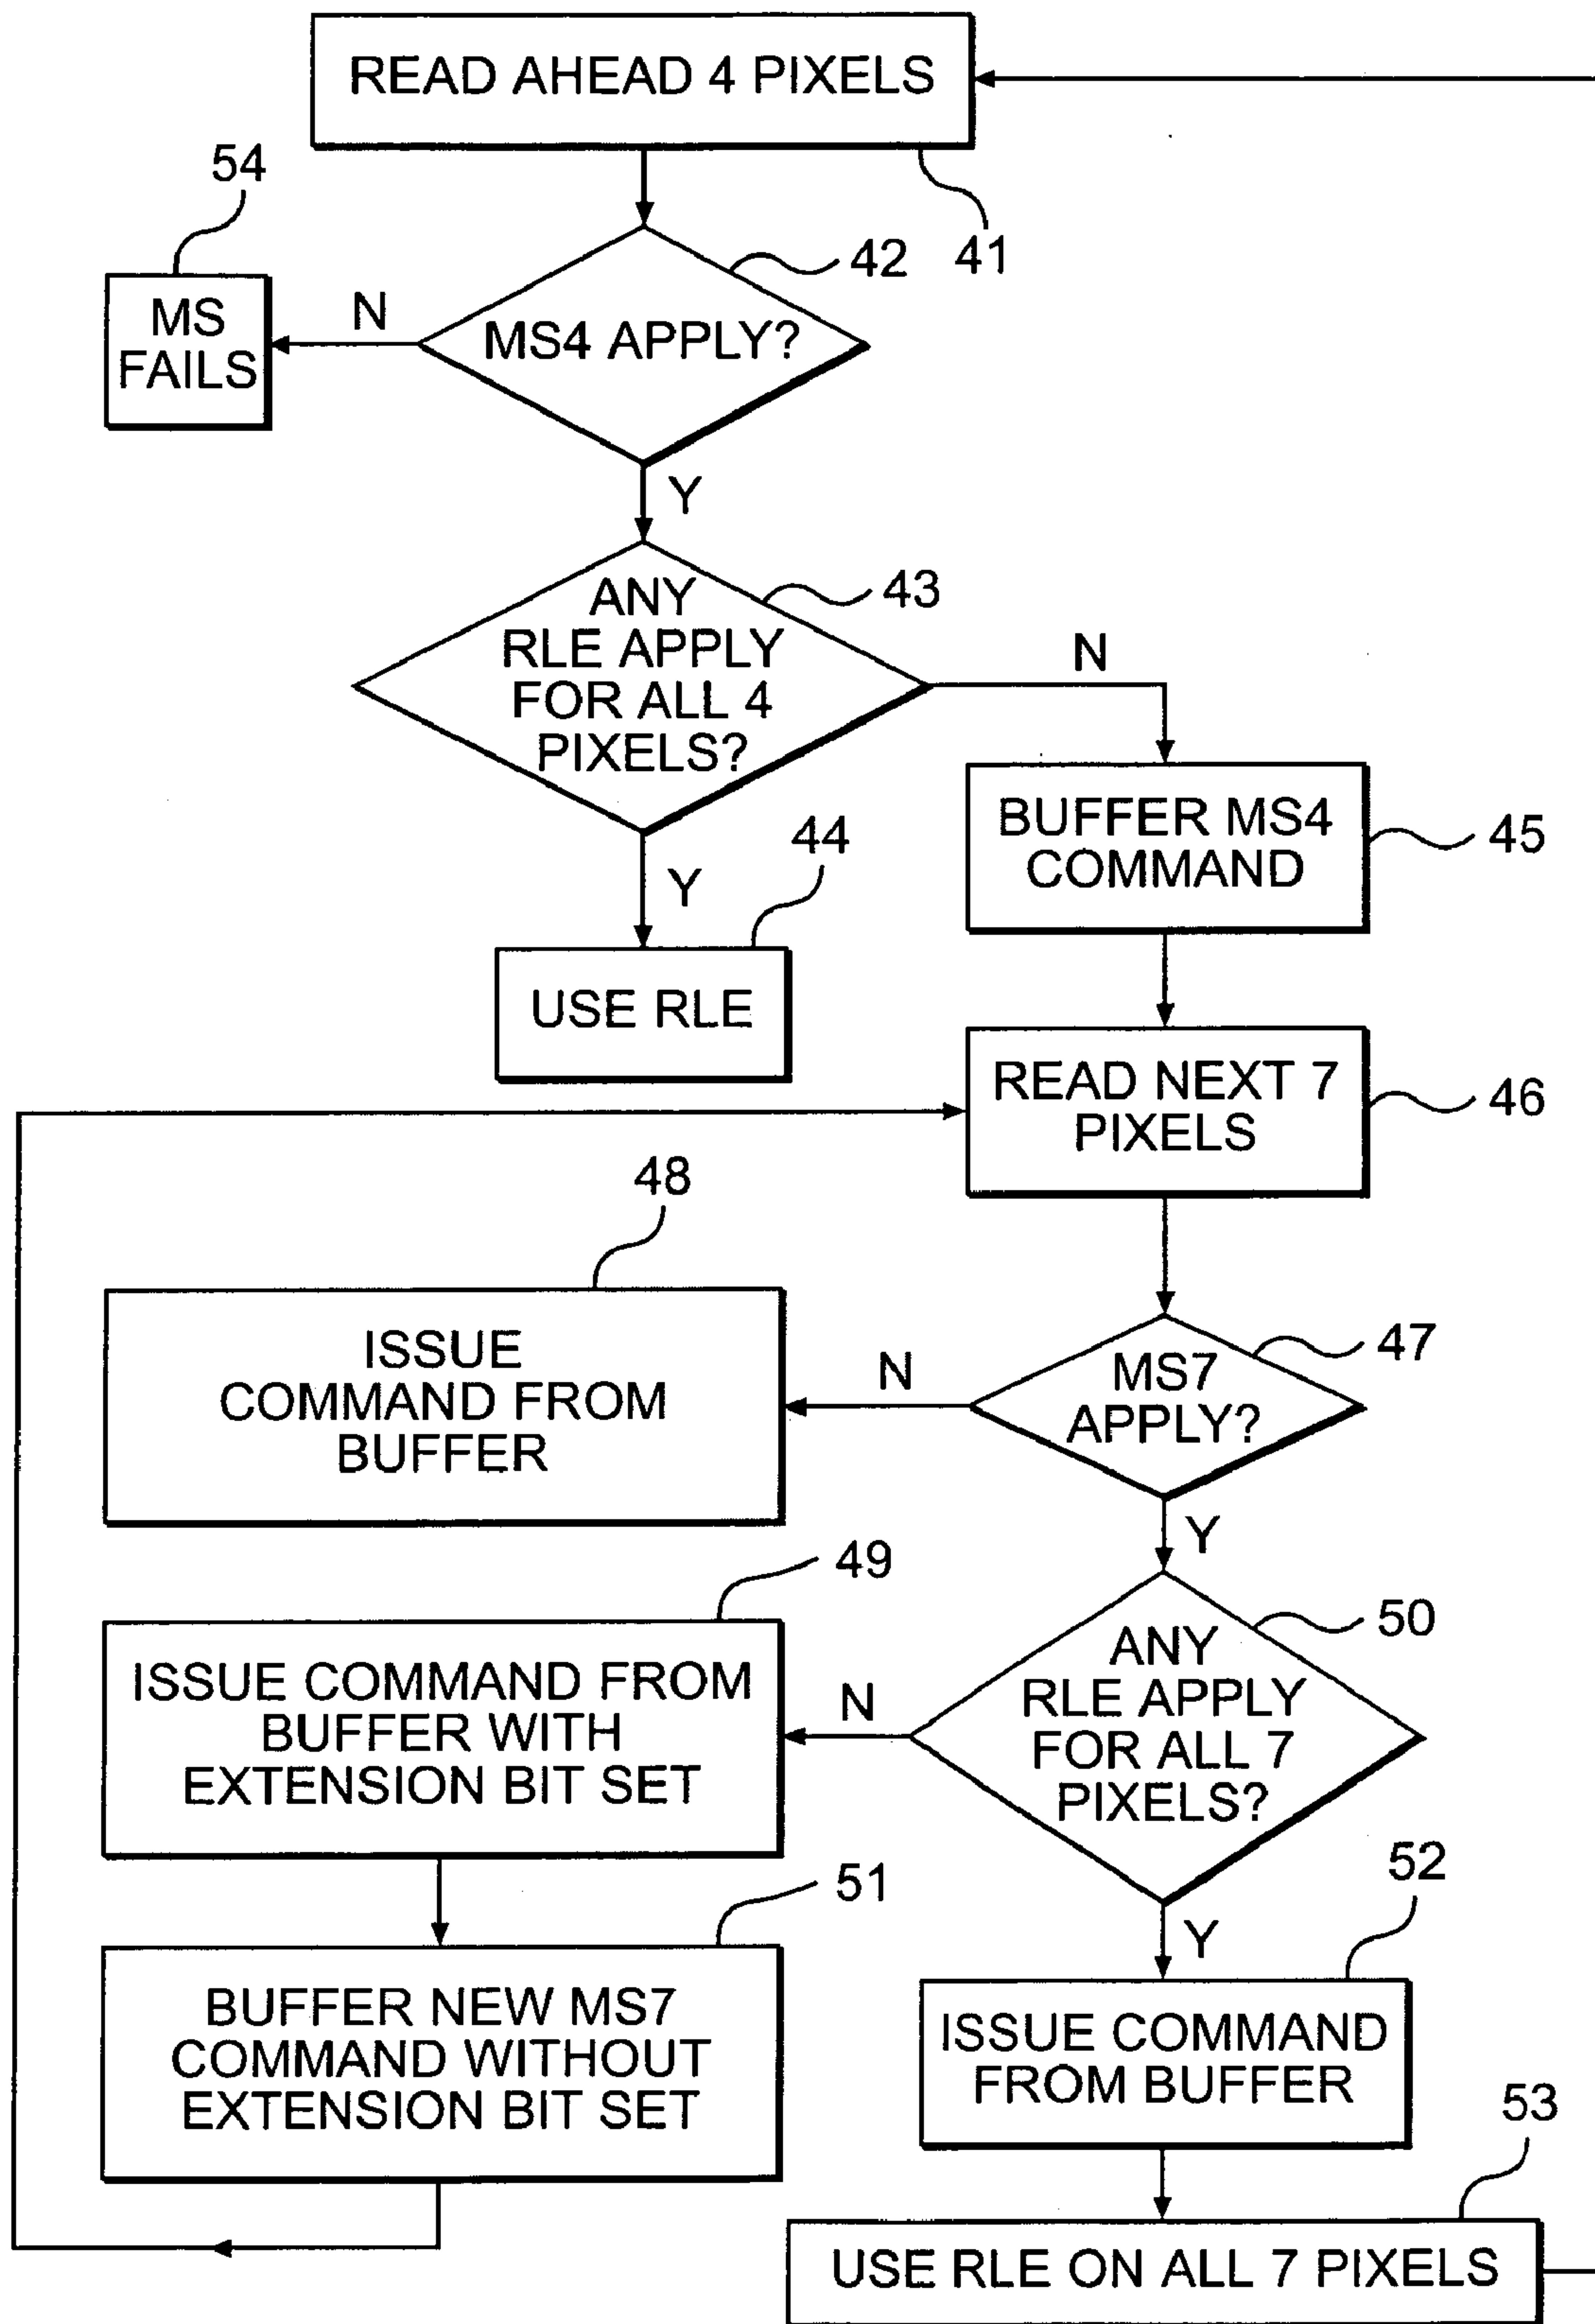 READ AHEAD 4 PIXELS
54
42
41
MS
FAILS
N
MS4 APPLY?
Y
43
ANY
RLE APPLY
FOR ALL 4
PIXELS?
N
BUFFER MS4
COMMAND
45
44
Y
USE RLE
READ NEXT 7
PIXELS
46
48
ISSUE
COMMAND FROM
BUFFER
N
MS7
APPLY?
47
Y
49
50
ISSUE COMMAND FROM
BUFFER WITH
EXTENSION BIT SET
N
ANY
RLE APPLY
FOR ALL 7
PIXELS?
51
52
Y
BUFFER NEW MS7
COMMAND WITHOUT
EXTENSION BIT SET
ISSUE COMMAND
FROM BUFFER
53
USE RLE ON ALL 7 PIXELS